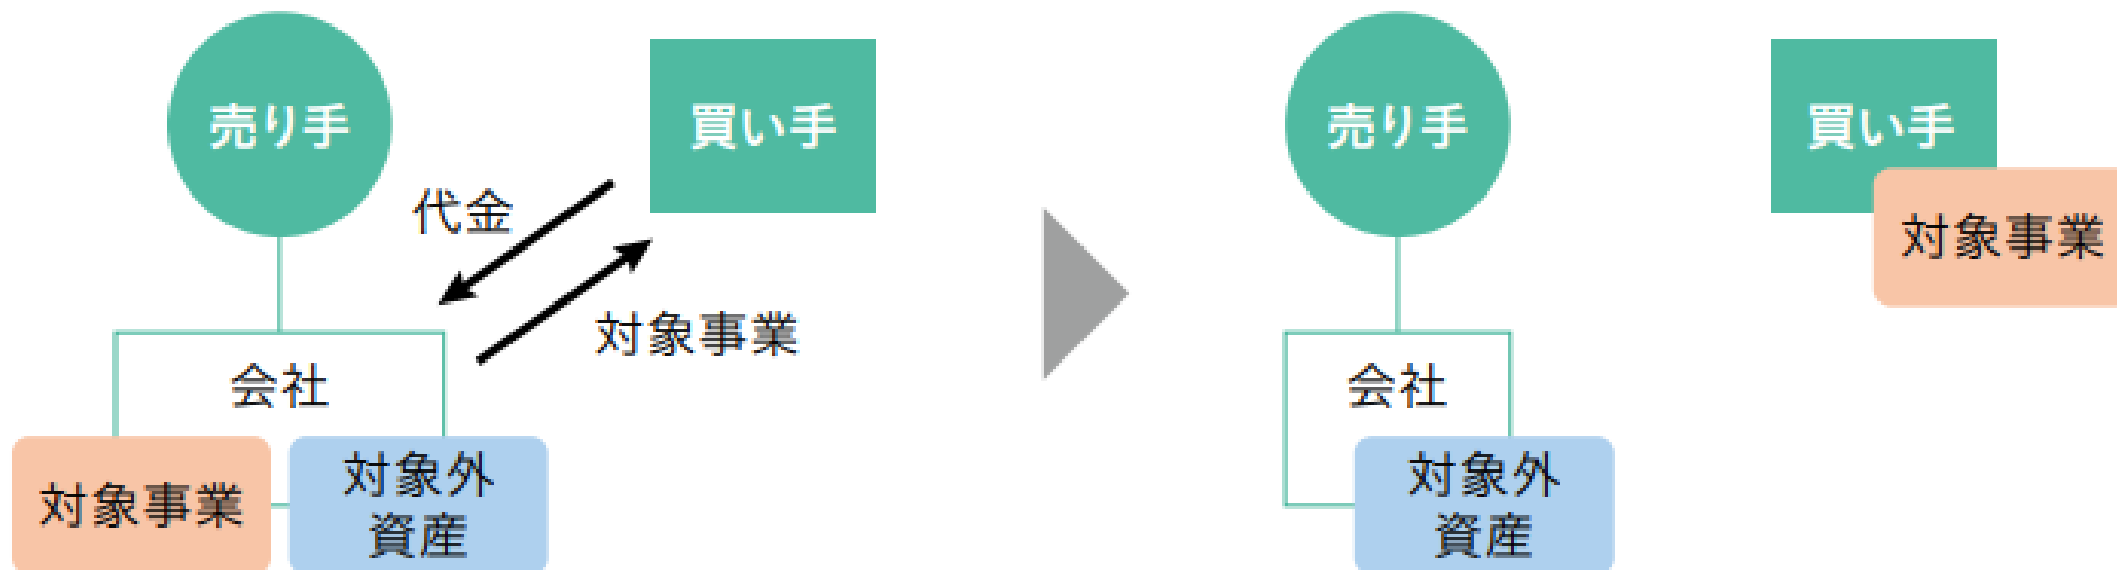 売り手
買い手
代金
対象事業
会社
対象事業
対象外
資産
売り手
買い手
対象事業
会社
対象外
資産